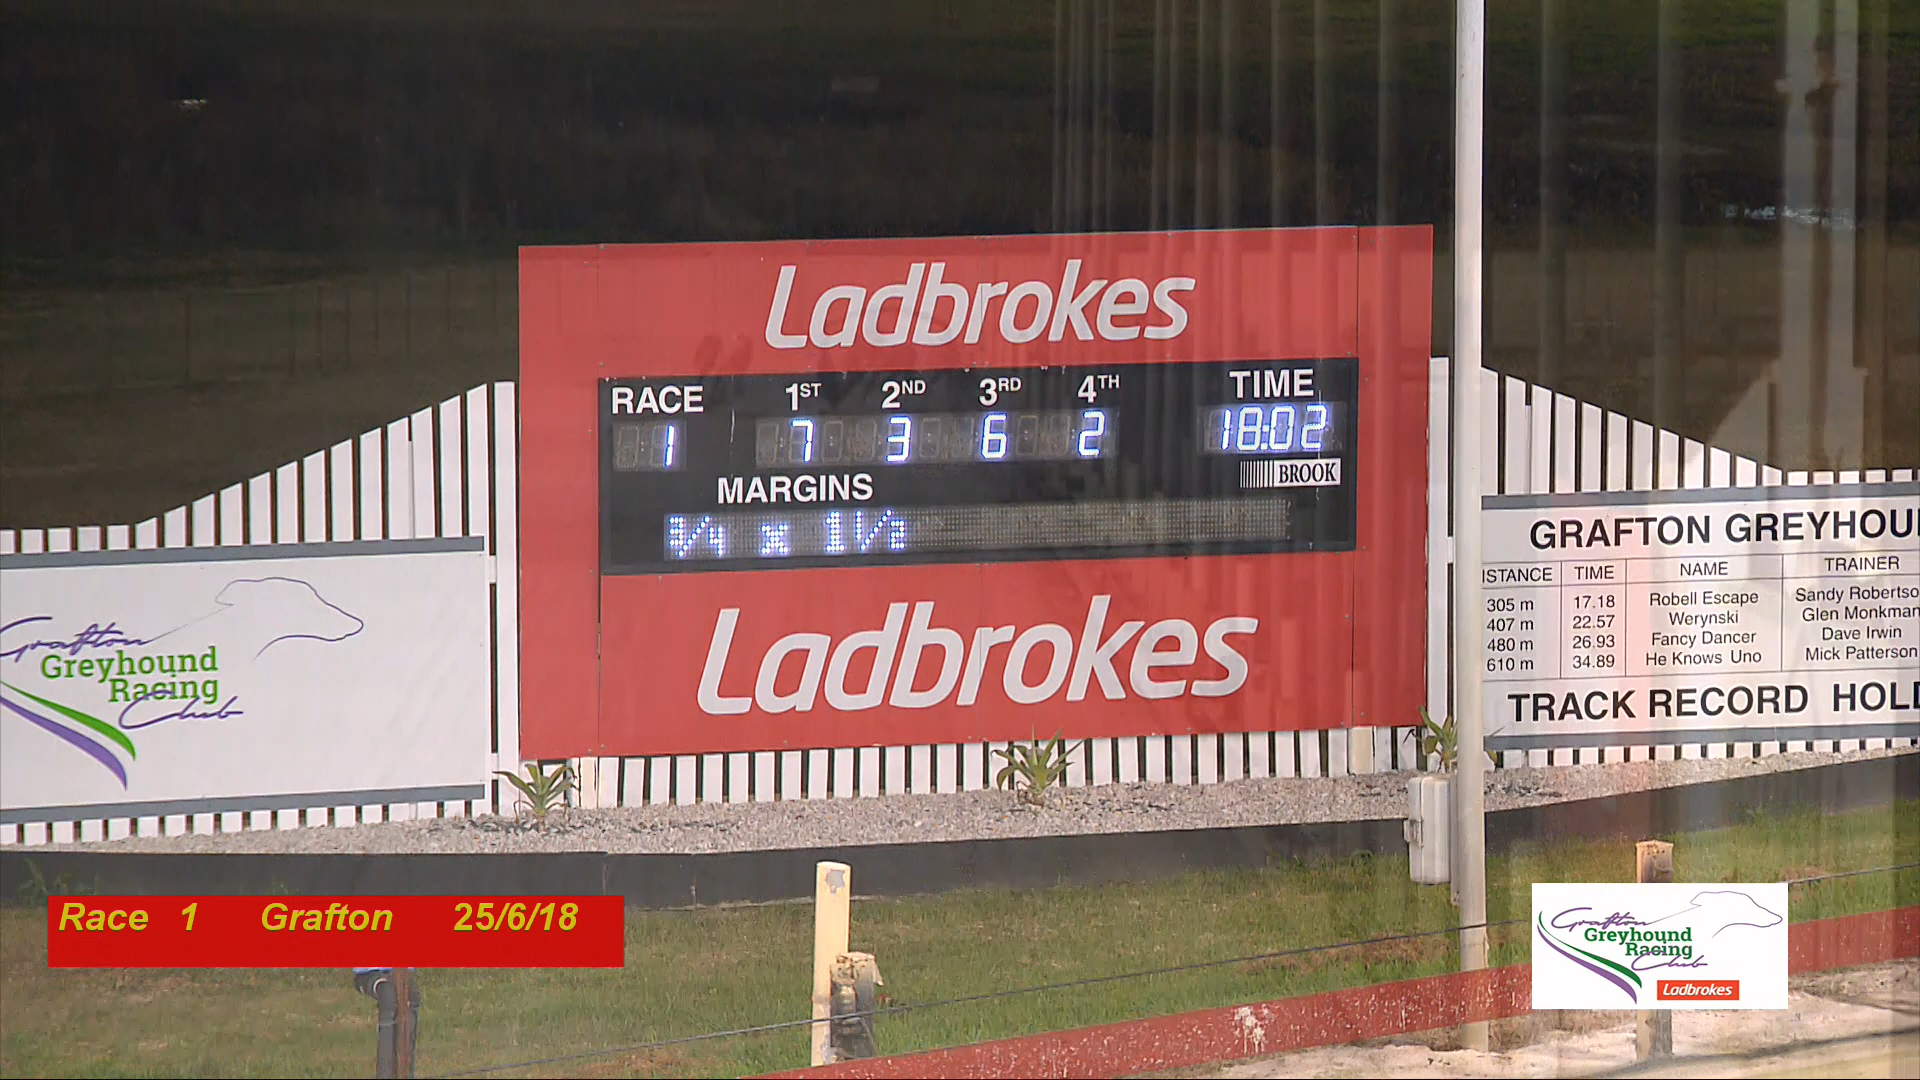 Ladbrokes
RACE 1ST 2ND 3RD 4TH TIME
1 7 3 6 2 18:02
BROOK
MARGINS
3/4 x 1 1/2
Ladbrokes
Grafton
Greyhound
Racing
Club
GRAFTON GREYHOU
ISTANCE TIME NAME TRAINER
305 m 17.18 Robell Escape Sandy Robertso
407 m 22.57 Werynski Glen Monkman
480 m 26.93 Fancy Dancer Dave Irwin
610 m 34.89 He Knows Uno Mick Patterson
TRACK RECORD HOL
Race 1 Grafton 25/6/18
Grafton
Greyhound
Racing
Club
Ladbrokes